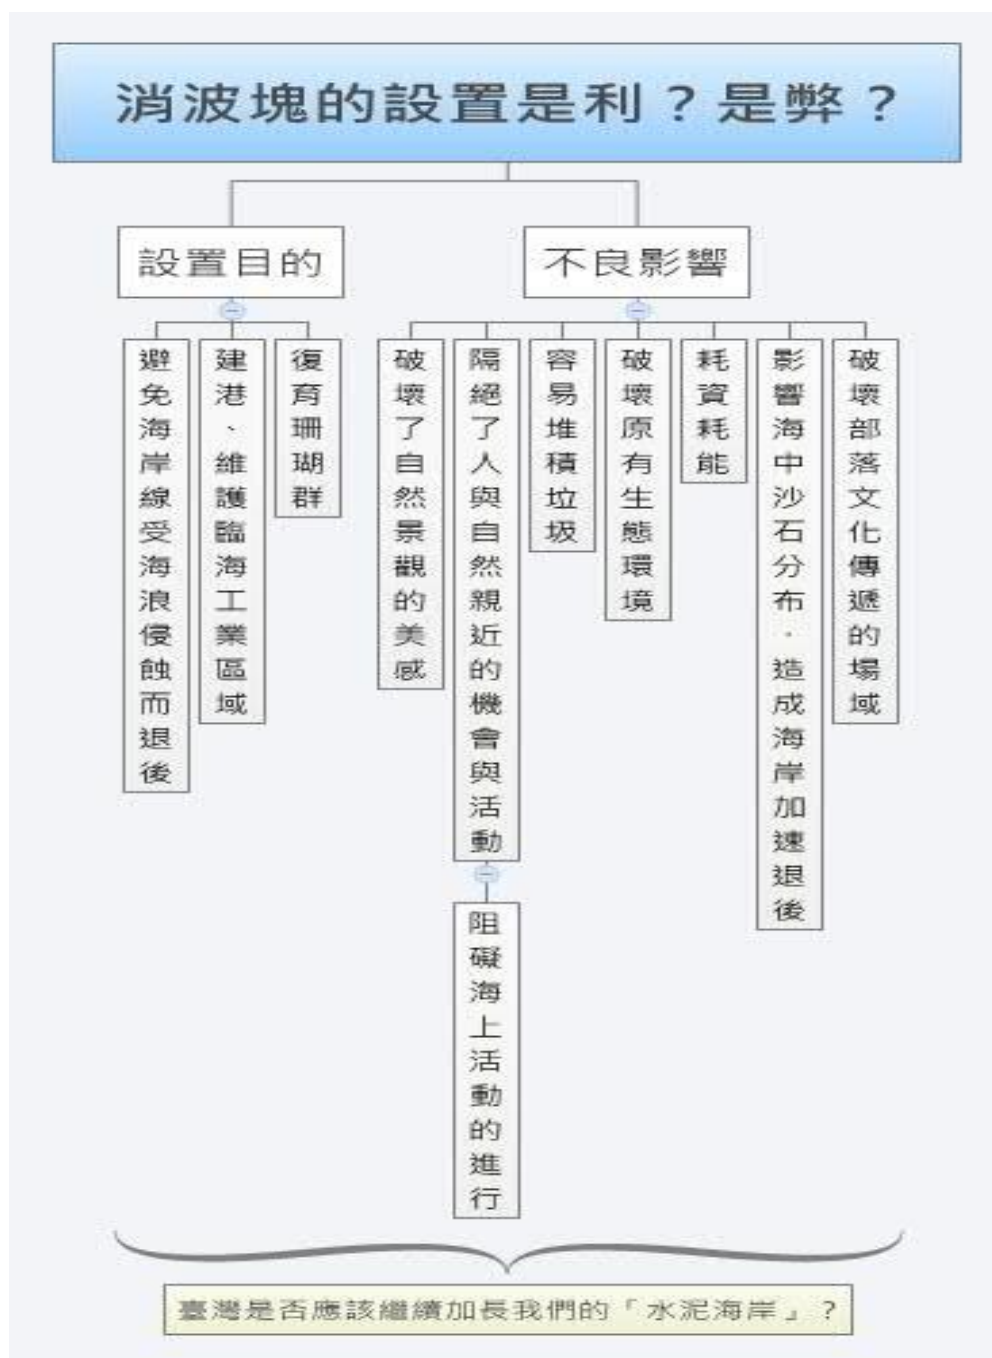 消波塊的設置是利？是弊？
設置目的
避免海岸線受海浪侵蝕而退後
建港、維護臨海工業區域
復育珊瑚群
不良影響
破壞了自然景觀的美感
隔絕了人與自然親近的機會與活動
阻礙海上活動的進行
容易堆積垃圾
破壞原有生態環境
耗資耗能
影響海中沙石分布．造成海岸加速退後
破壞部落文化傳遞的場域
臺灣是否應該繼續加長我們的「水泥海岸」？